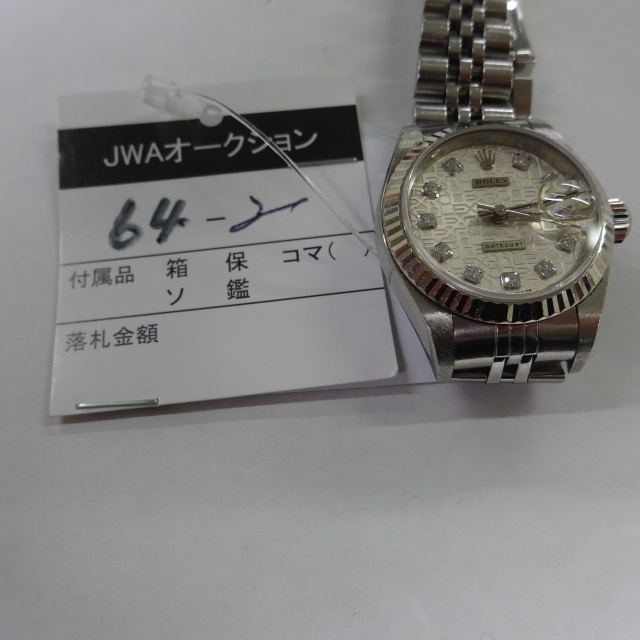 JWAオークション
64-2
付属品 箱 保 コマ( )
ソ 鑑
落札金額
ROLEX
DATEJUST